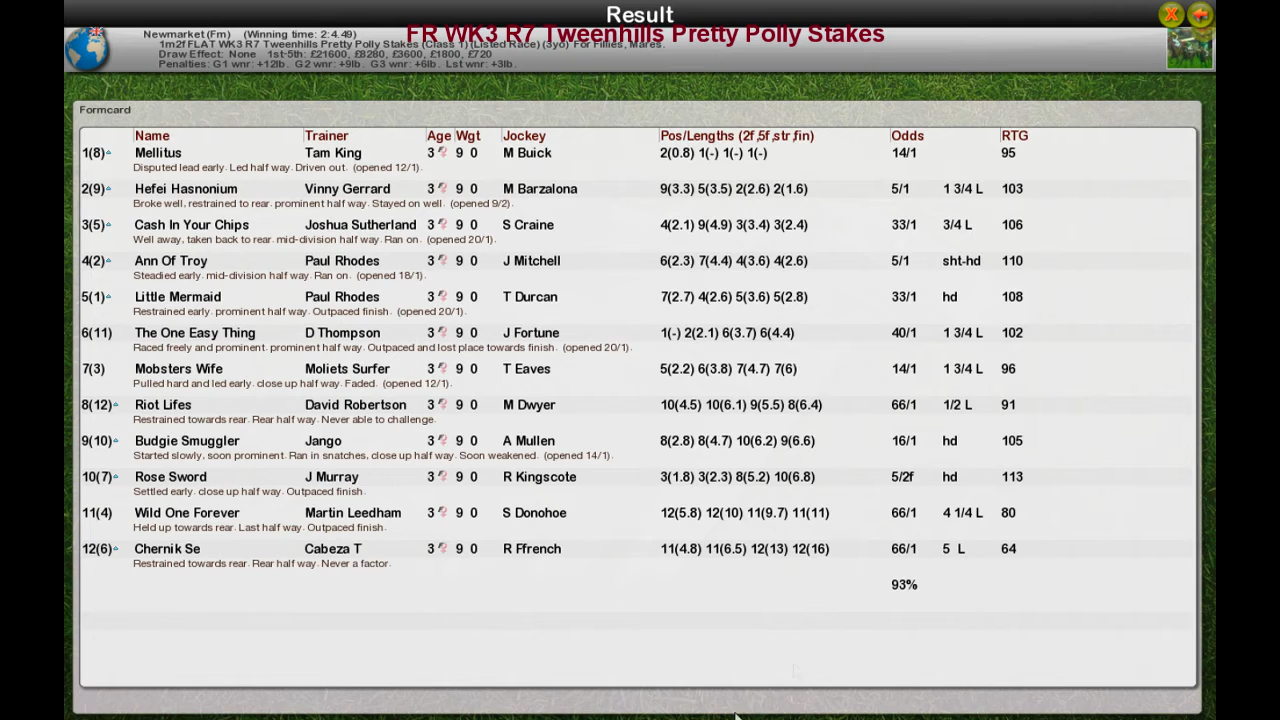 Result
FR WK3 R7 Tweenhills Pretty Polly Stakes
Newmarket (Fm) (Winning time: 2:4.49)
1m2f FLAT WK3 R7 Tweenhills Pretty Polly Stakes (Class 1) (Listed Race) (3yo) For Fillies, Mares.
Draw Effect: None 1st-5th: £21600, £8280, £3600, £1800, £720
Penalties: G1 wnr: +12lb. G2 wnr: +9lb. G3 wnr: +6lb. Lst wnr: +3lb.
Formcard
Name Trainer Age Wgt Jockey Pos/Lengths (2f,5f,str,fin) Odds RTG
1(8) Mellitus Tam King 3 9 0 M Buick 2(0.8) 1(-) 1(-) 1(-) 14/1 95
Disputed lead early. Led half way. Driven out. (opened 12/1).
2(9) Hefei Hasnonium Vinny Gerrard 3 9 0 M Barzalona 9(3.3) 5(3.5) 2(2.6) 2(1.6) 5/1 1 3/4 L 103
Broke well, restrained to rear. prominent half way. Stayed on well. (opened 9/2).
3(5) Cash In Your Chips Joshua Sutherland 3 9 0 S Craine 4(2.1) 9(4.9) 3(3.4) 3(2.4) 33/1 3/4 L 106
Well away, taken back to rear. mid-division half way. Ran on. (opened 20/1).
4(2) Ann Of Troy Paul Rhodes 3 9 0 J Mitchell 6(2.3) 7(4.4) 4(3.6) 4(2.6) 5/1 sht-hd 110
Steadied early. mid-division half way. Ran on. (opened 18/1).
5(1) Little Mermaid Paul Rhodes 3 9 0 T Durcan 7(2.7) 4(2.6) 5(3.6) 5(2.8) 33/1 hd 108
Restrained early. prominent half way. Outpaced finish. (opened 20/1).
6(11) The One Easy Thing D Thompson 3 9 0 J Fortune 1(-) 2(2.1) 6(3.7) 6(4.4) 40/1 1 3/4 L 102
Raced freely and prominent. prominent half way. Outpaced and lost place towards finish. (opened 20/1).
7(3) Mobsters Wife Moliets Surfer 3 9 0 T Eaves 5(2.2) 6(3.8) 7(4.7) 7(6) 14/1 1 3/4 L 96
Pulled hard and led early. close up half way. Faded. (opened 12/1).
8(12) Riot Lifes David Robertson 3 9 0 M Dwyer 10(4.5) 10(6.1) 9(5.5) 8(6.4) 66/1 1/2 L 91
Restrained towards rear. Rear half way. Never able to challenge.
9(10) Budgie Smuggler Jango 3 9 0 A Mullen 8(2.8) 8(4.7) 10(6.2) 9(6.6) 16/1 hd 105
Started slowly, soon prominent. Ran in snatches, close up half way. Soon weakened. (opened 14/1).
10(7) Rose Sword J Murray 3 9 0 R Kingscote 3(1.8) 3(2.3) 8(5.2) 10(6.8) 5/2f hd 113
Settled early. close up half way. Outpaced finish.
11(4) Wild One Forever Martin Leedham 3 9 0 S Donohoe 12(5.8) 12(10) 11(9.7) 11(11) 66/1 4 1/4 L 80
Held up towards rear. Last half way. Outpaced finish.
12(6) Chernik Se Cabeza T 3 9 0 R Ffrench 11(4.8) 11(6.5) 12(13) 12(16) 66/1 5 L 64
Restrained towards rear. Rear half way. Never a factor.
93%